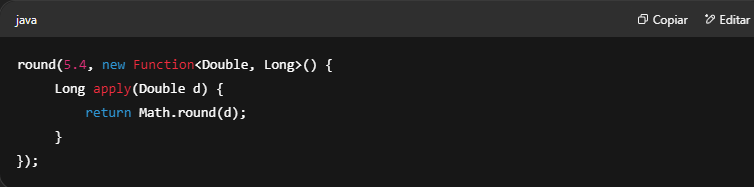 java Copiar Editar
round(5.4, new Function<Double, Long>() {
     Long apply(Double d) {
         return Math.round(d);
     }
});